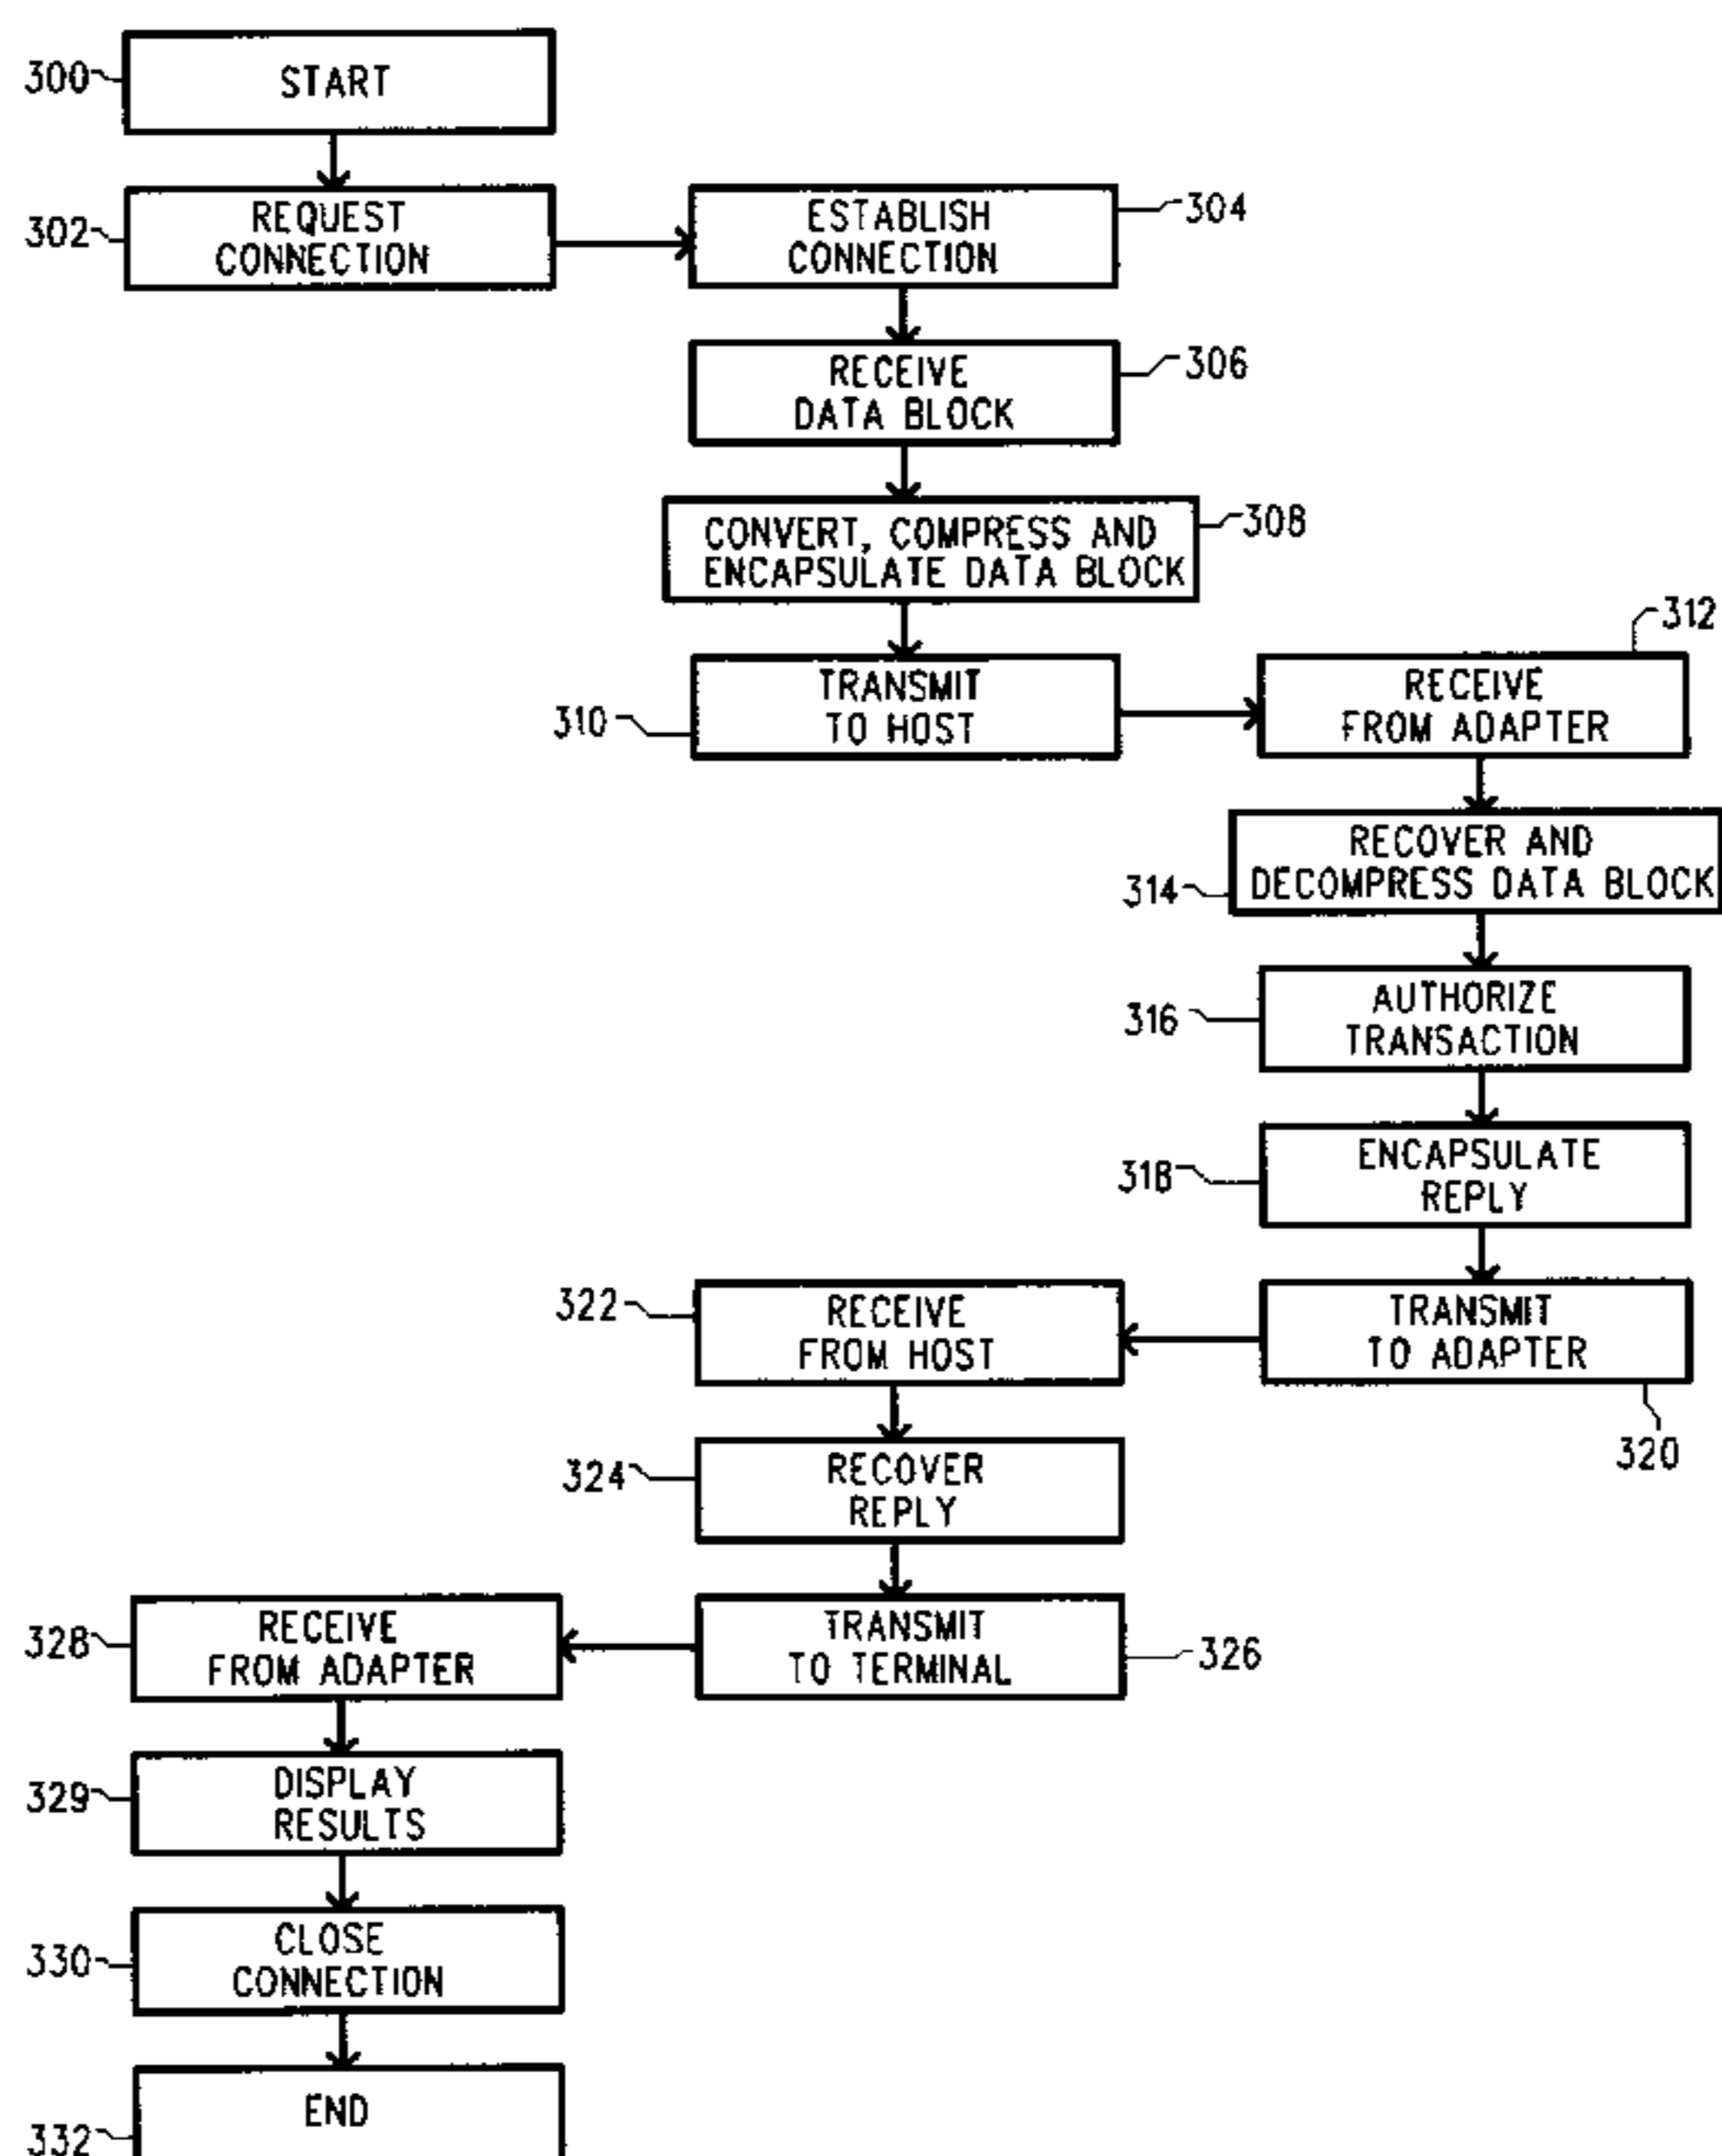 300
START
302
REQUEST
CONNECTION
ESTABLISH
CONNECTION
304
RECEIVE
DATA BLOCK
306
CONVERT, COMPRESS AND
ENCAPSULATE DATA BLOCK
308
310
TRANSMIT
TO HOST
312
RECEIVE
FROM ADAPTER
314
RECOVER AND
DECOMPRESS DATA BLOCK
316
AUTHORIZE
TRANSACTION
318
ENCAPSULATE
REPLY
TRANSMIT
TO ADAPTER
320
322
RECEIVE
FROM HOST
324
RECOVER
REPLY
TRANSMIT
TO TERMINAL
326
328
RECEIVE
FROM ADAPTER
329
DISPLAY
RESULTS
330
CLOSE
CONNECTION
332
END